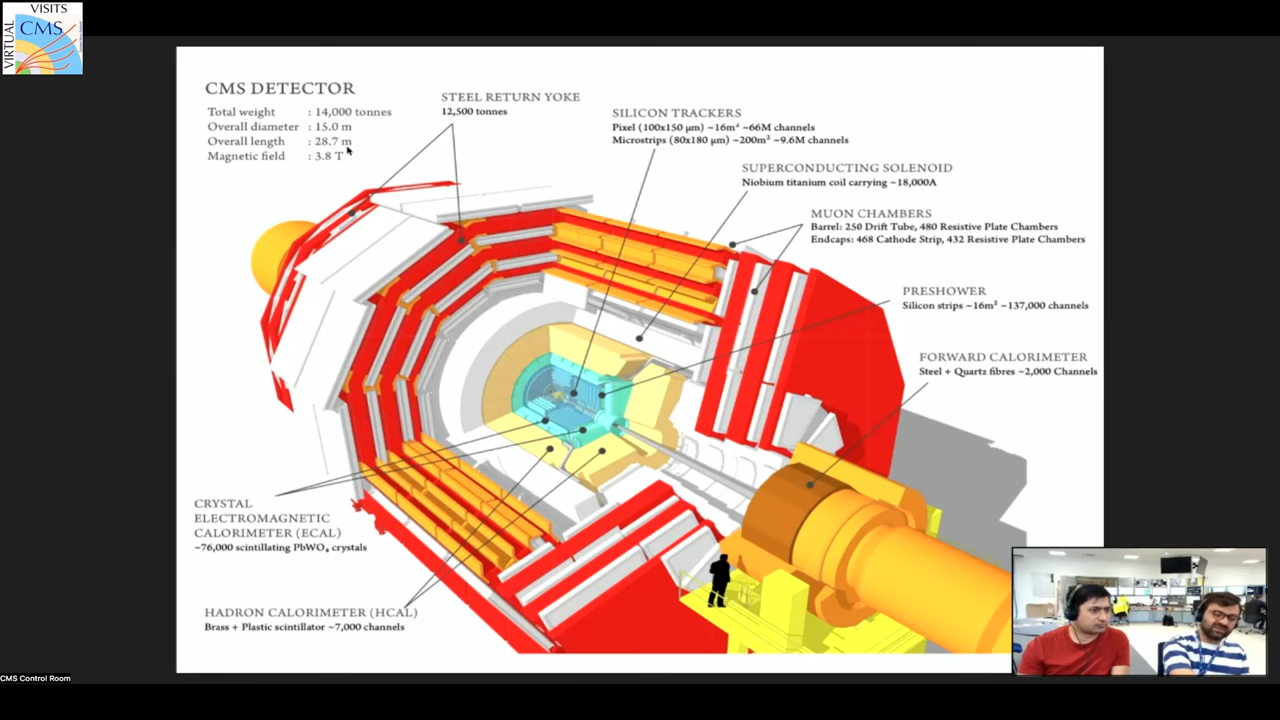 VISITS
CMS
VIRTUAL
CMS DETECTOR
Total weight : 14,000 tonnes
Overall diameter : 15.0 m
Overall length : 28.7 m
Magnetic field : 3.8 T
STEEL RETURN YOKE
12,500 tonnes
SILICON TRACKERS
Pixel (100x150 μm) ~16m² ~66M channels
Microstrips (80x180 μm) ~200m² ~9.6M channels
SUPERCONDUCTING SOLENOID
Niobium titanium coil carrying ~18,000A
MUON CHAMBERS
Barrel: 250 Drift Tube, 480 Resistive Plate Chambers
Endcaps: 468 Cathode Strip, 432 Resistive Plate Chambers
PRESHOWER
Silicon strips ~16m² ~137,000 channels
FORWARD CALORIMETER
Steel + Quartz fibres ~2,000 Channels
CRYSTAL
ELECTROMAGNETIC
CALORIMETER (ECAL)
~76,000 scintillating PbWO₄ crystals
HADRON CALORIMETER (HCAL)
Brass + Plastic scintillator ~7,000 channels
CMS Control Room